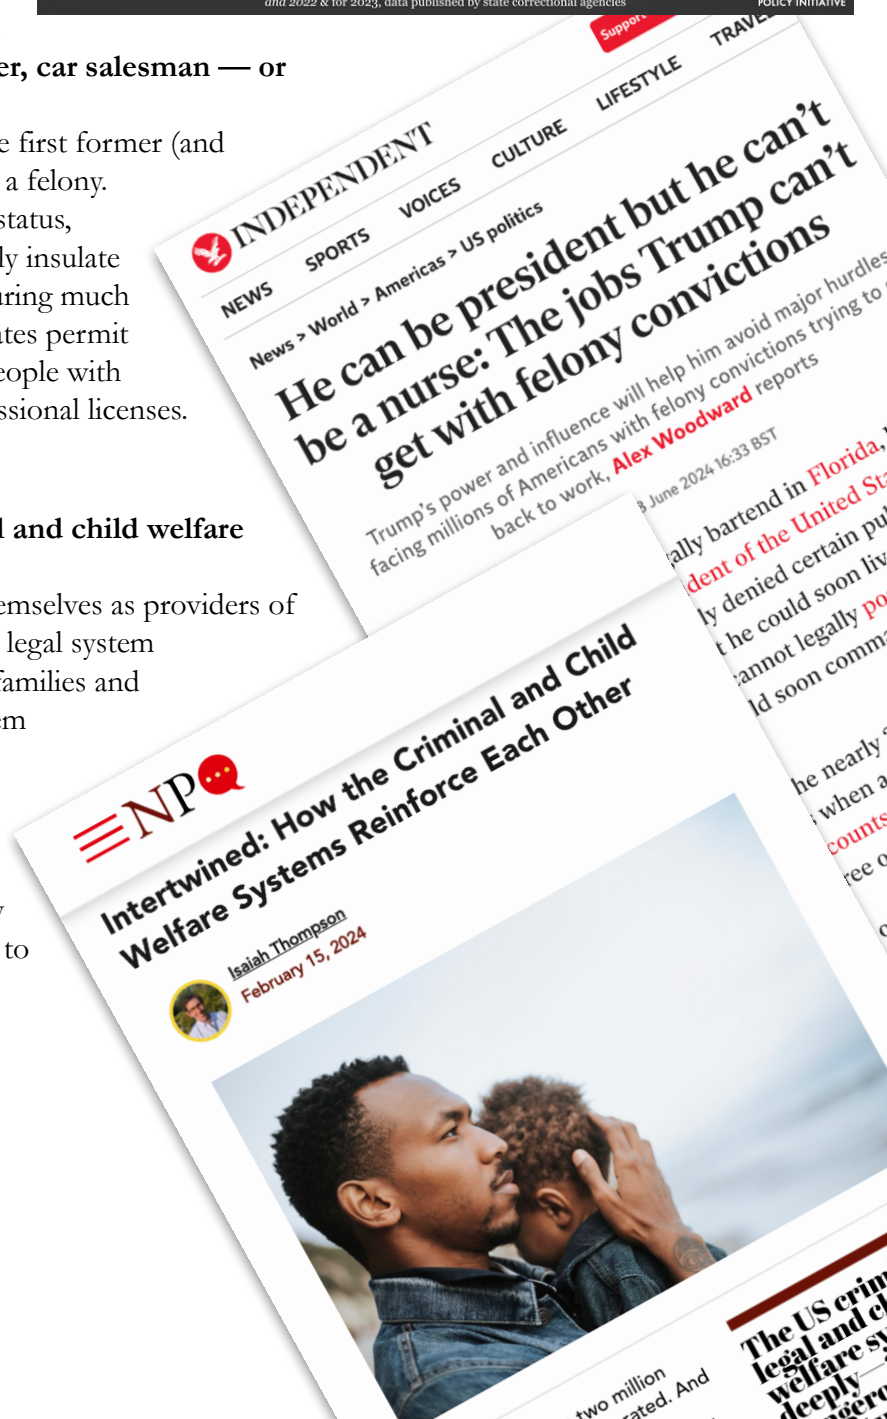 and 2022 & for 2023, data published by state correctional agencies
POLICY INITIATIVE
er, car salesman — or
e first former (and
a felony.
status,
ly insulate
uring much
ates permit
eople with
ssional licenses.
l and child welfare
emselves as providers of
legal system
families and
em
y
to
Support
TRAVEL
LIFESTYLE
CULTURE
VOICES
SPORTS
NEWS
INDEPENDENT
News > World > Americas > US politics
He can be president but he can't
be a nurse: The jobs Trump can't
get with felony convictions
Trump's power and influence will help him avoid major hurdles
facing millions of Americans with felony convictions trying to
back to work, Alex Woodward reports
June 2024 16:33 BST
ally bartend in Florida,
dent of the United Sta
ly denied certain pu
t he could soon liv
annot legally po
ld soon comma
he nearly
when a
counts
ree o
NPQ
Intertwined: How the Criminal and Child
Welfare Systems Reinforce Each Other
Isaiah Thompson
February 15, 2024
two million
rated. And
The US crim
legal and ch
welfare sy
deeply—